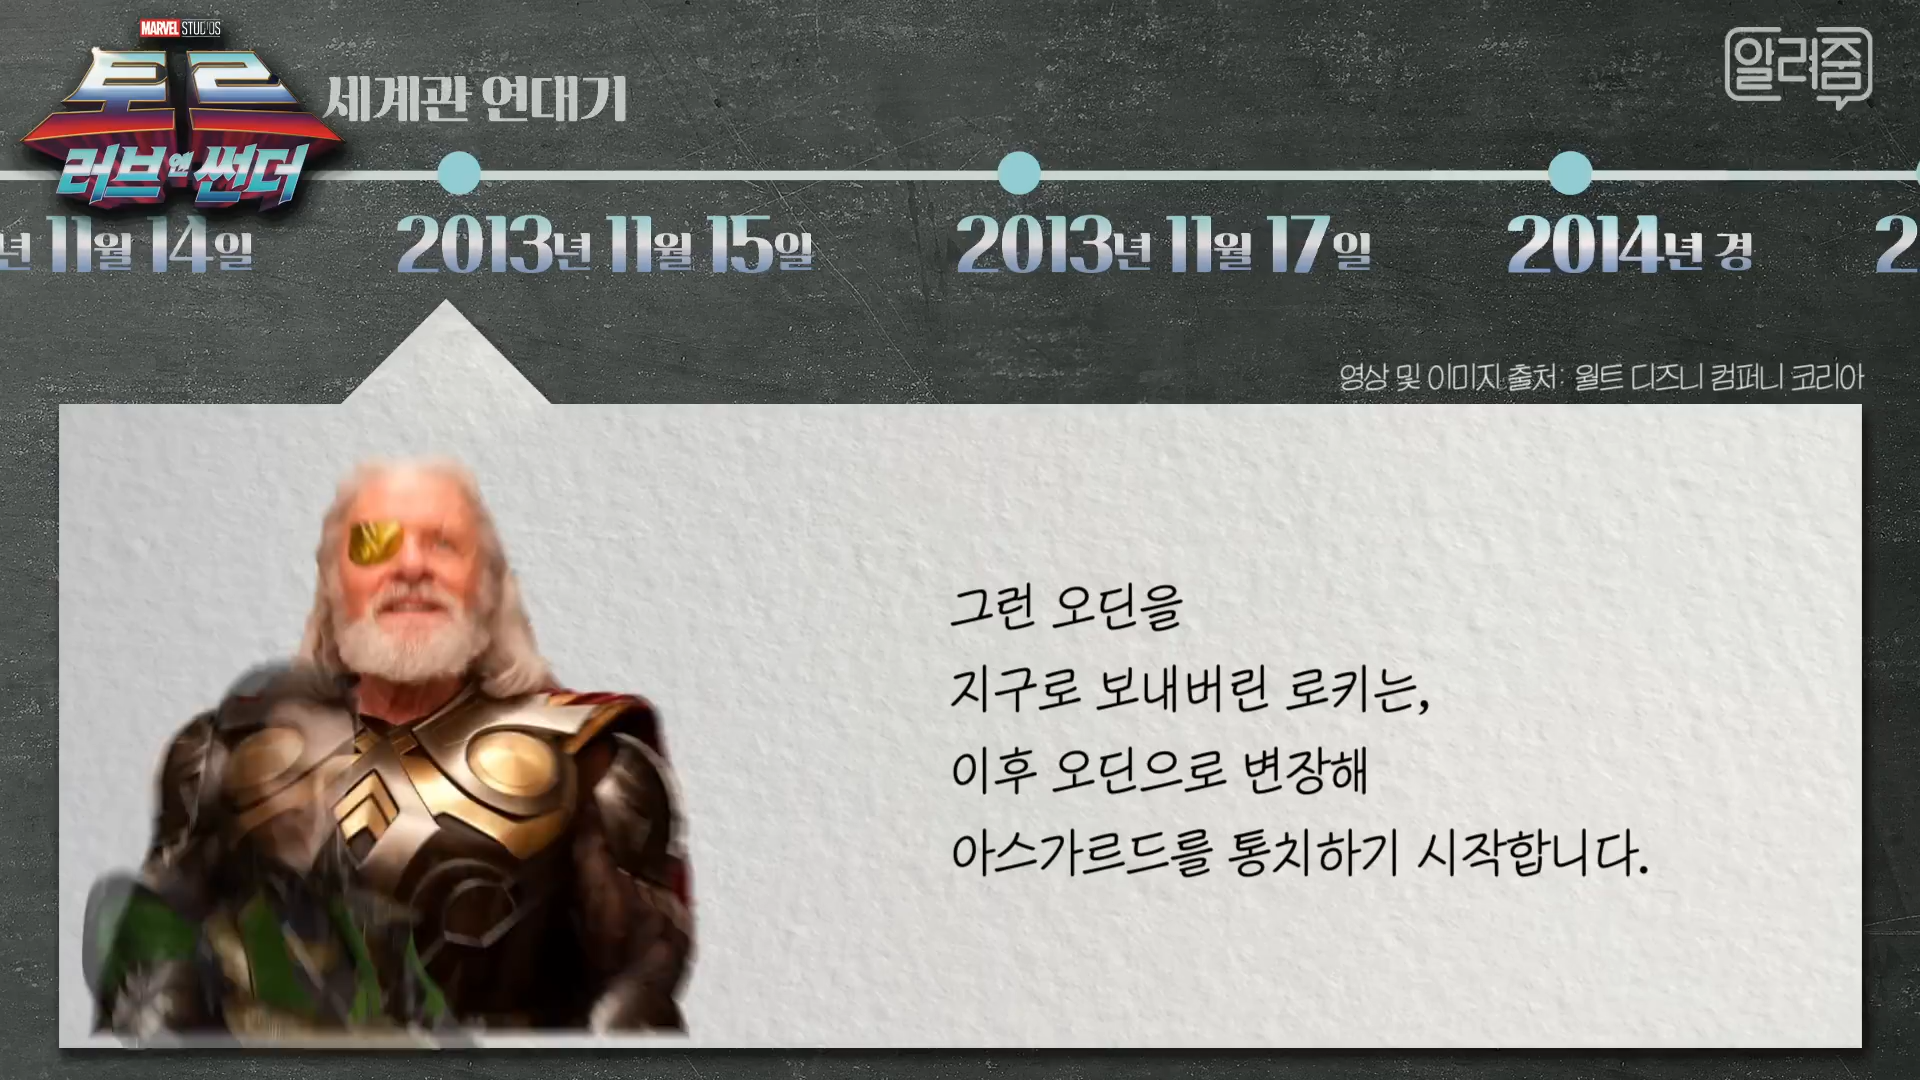 MARVEL STUDIOS
토르
러브 앤 썬더
세계관 연대기
알려줌
년 11월 14일
2013년 11월 15일
2013년 11월 17일
2014년 경
2
영상 및 이미지 출처: 월트 디즈니 컴퍼니 코리아
그런 오딘을
지구로 보내버린 로키는,
이후 오딘으로 변장해
아스가르드를 통치하기 시작합니다.